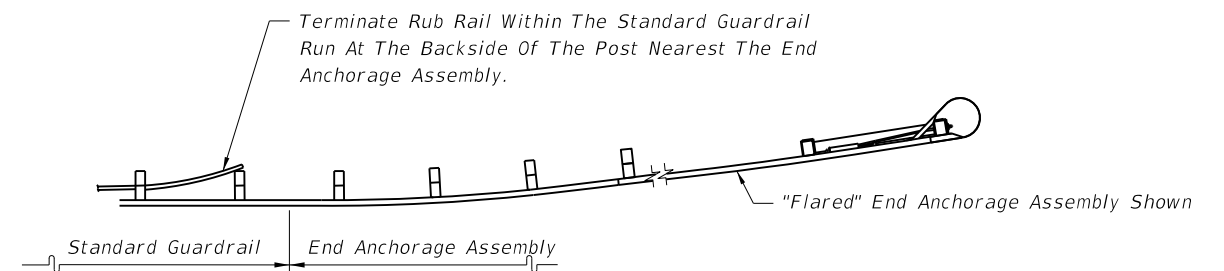 Terminate Rub Rail Within The Standard Guardrail
Run At The Backside Of The Post Nearest The End
Anchorage Assembly.
"Flared" End Anchorage Assembly Shown
Standard Guardrail
End Anchorage Assembly